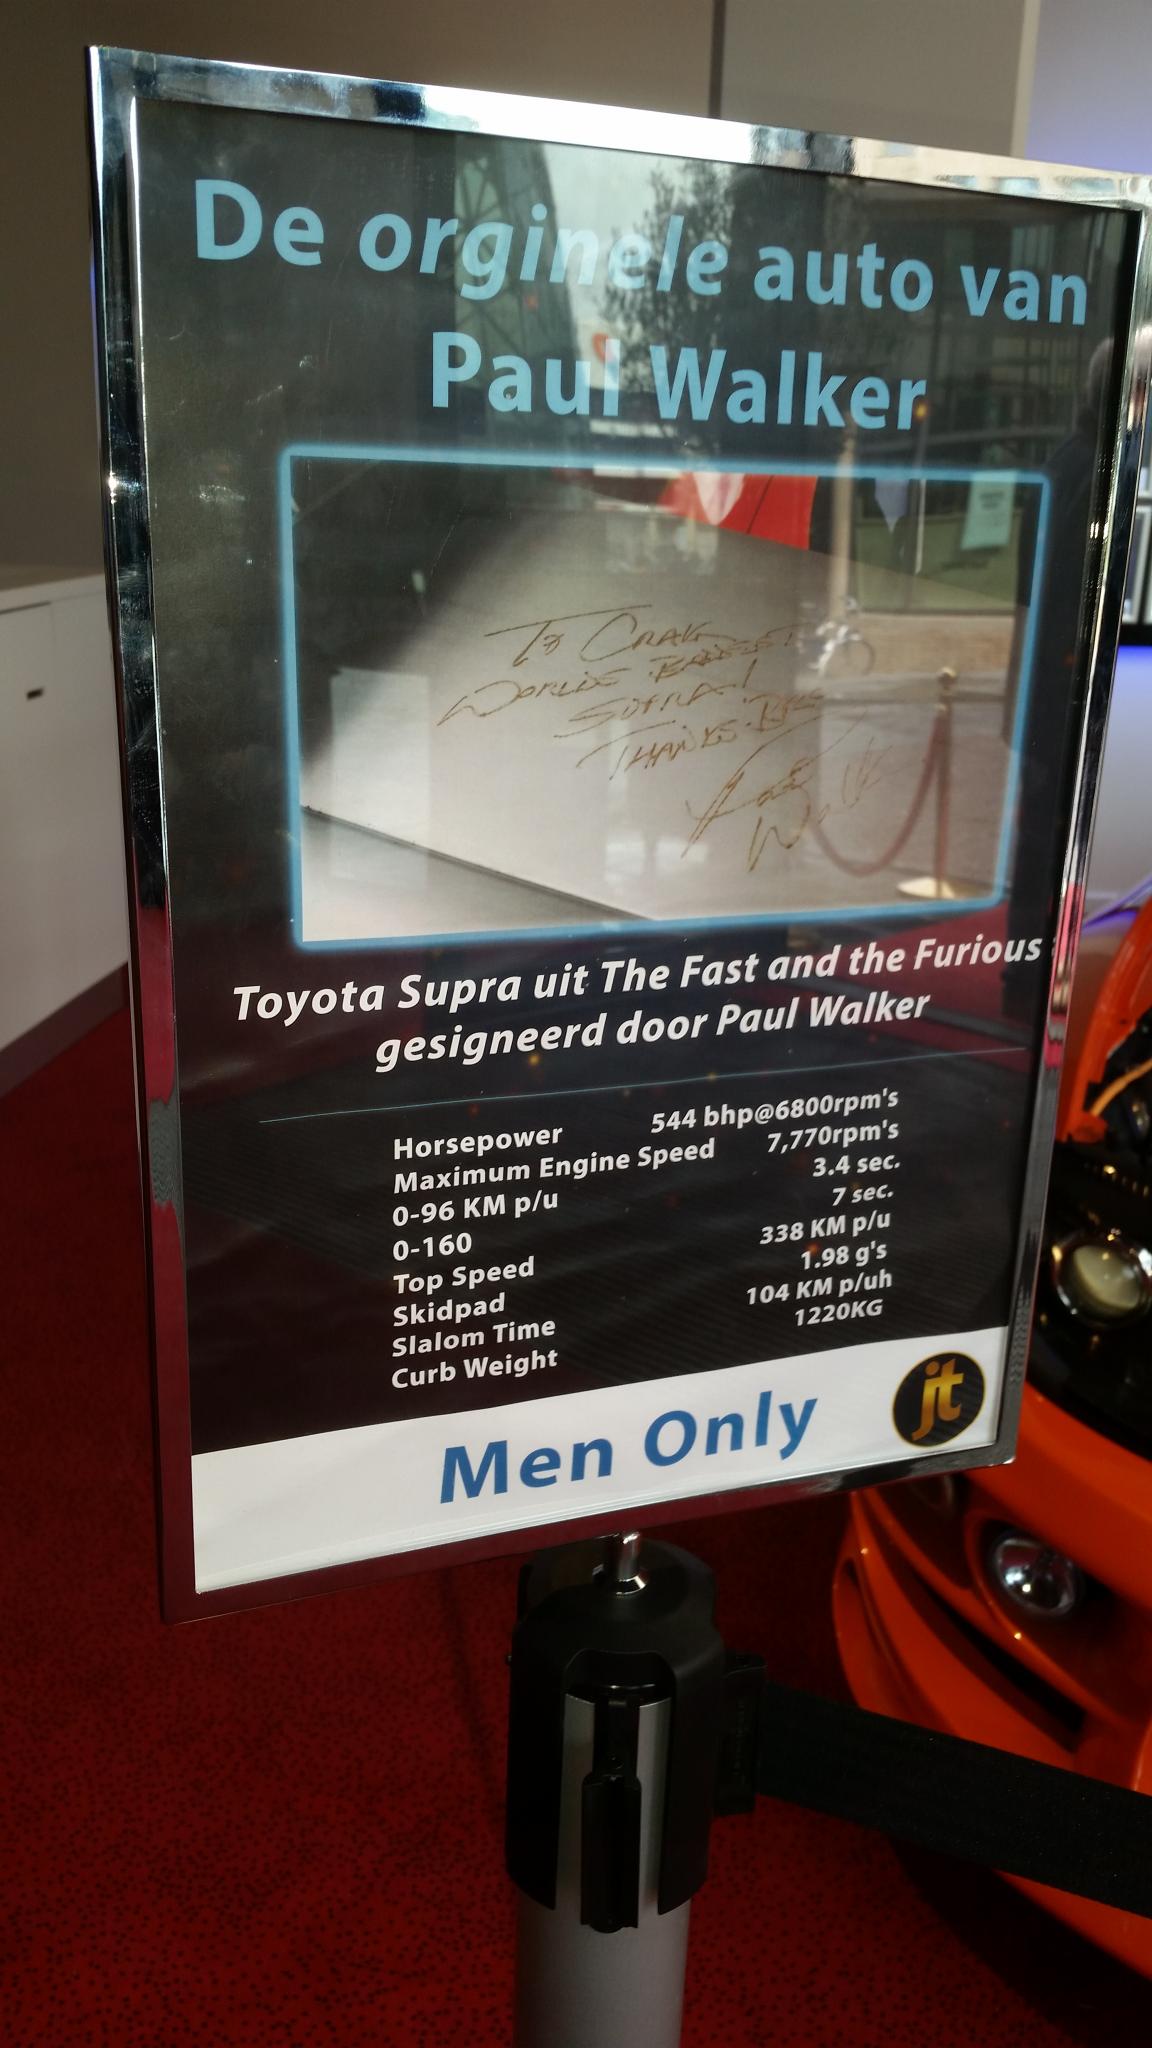 De orginele auto van
Paul Walker
To Craig
Supra!
Thanks
Toyota Supra uit The Fast and the Furious
gesigneerd door Paul Walker
Horsepower 544 bhp@6800rpm's
Maximum Engine Speed 7,770rpm's
0-96 KM p/u 3.4 sec.
0-160 7 sec.
Top Speed 338 KM p/u
Skidpad 1.98 g's
Slalom Time 104 KM p/uh
Curb Weight 1220KG
Men Only
jt